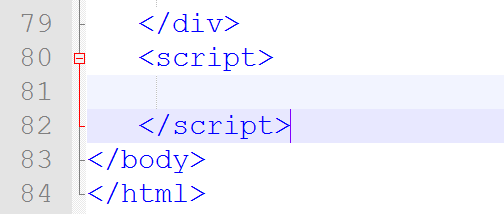 79 </div>
80 <script>
81
82 </script>
83 </body>
84 </html>